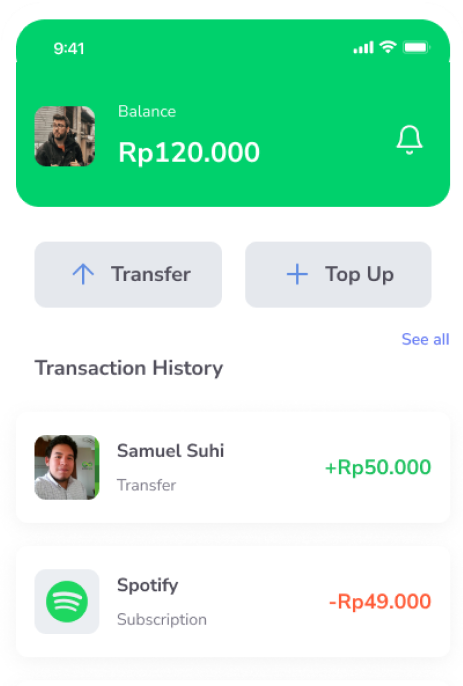 9:41
Balance
Rp120.000
Transfer
Top Up
See all
Transaction History
Samuel Suhi
Transfer
+Rp50.000
Spotify
Subscription
-Rp49.000